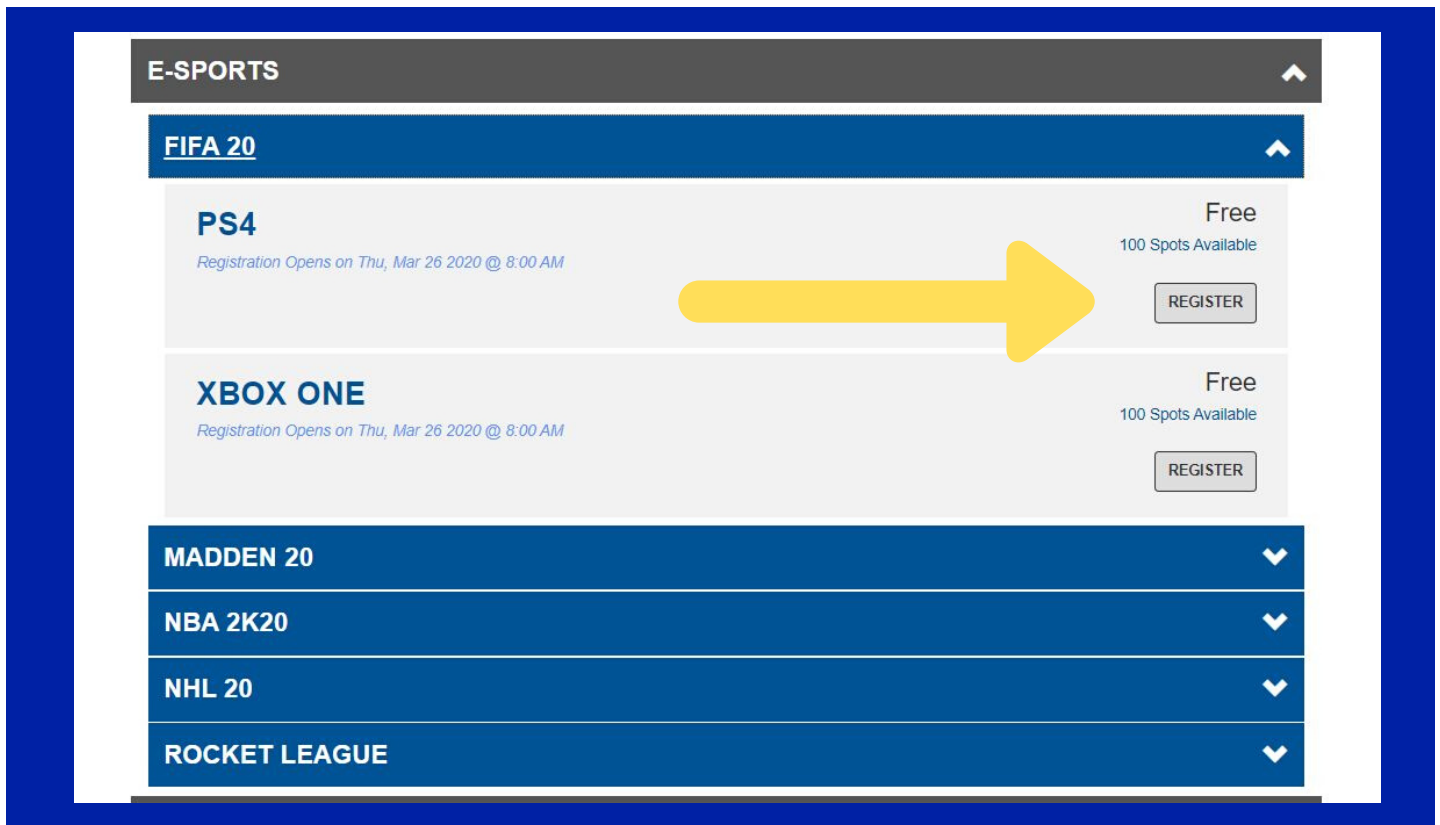 E-SPORTS
FIFA 20
PS4
Registration Opens on Thu, Mar 26 2020 @ 8:00 AM
Free
100 Spots Available
REGISTER
XBOX ONE
Registration Opens on Thu, Mar 26 2020 @ 8:00 AM
Free
100 Spots Available
REGISTER
MADDEN 20
NBA 2K20
NHL 20
ROCKET LEAGUE